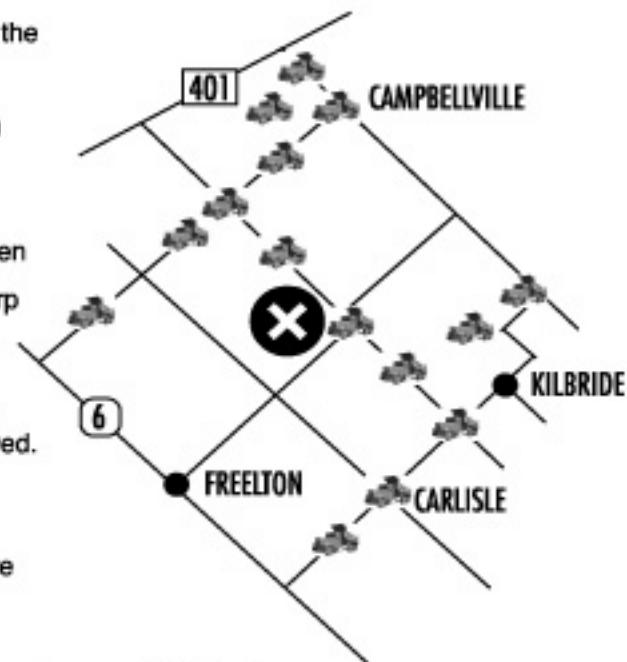 the
401
CAMPBELLVILLE
en
rp
KILBRIDE
6
ed.
FREELTON
CARLISLE
e